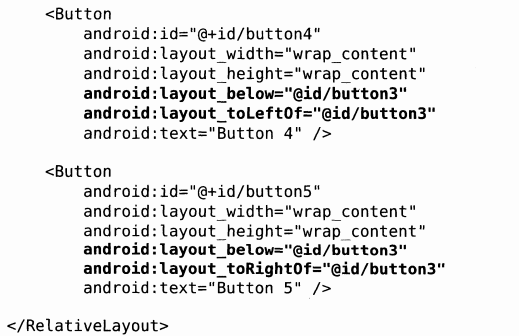 <Button
android:id="@+id/button4"
android:layout_width="wrap_content"
android:layout_height="wrap_content"
android:layout_below="@id/button3"
android:layout_toLeftOf="@id/button3"
android:text="Button 4" />
<Button
android:id="@+id/button5"
android:layout_width="wrap_content"
android:layout_height="wrap_content"
android:layout_below="@id/button3"
android:layout_toRightOf="@id/button3"
android:text="Button 5" />
</RelativeLayout>